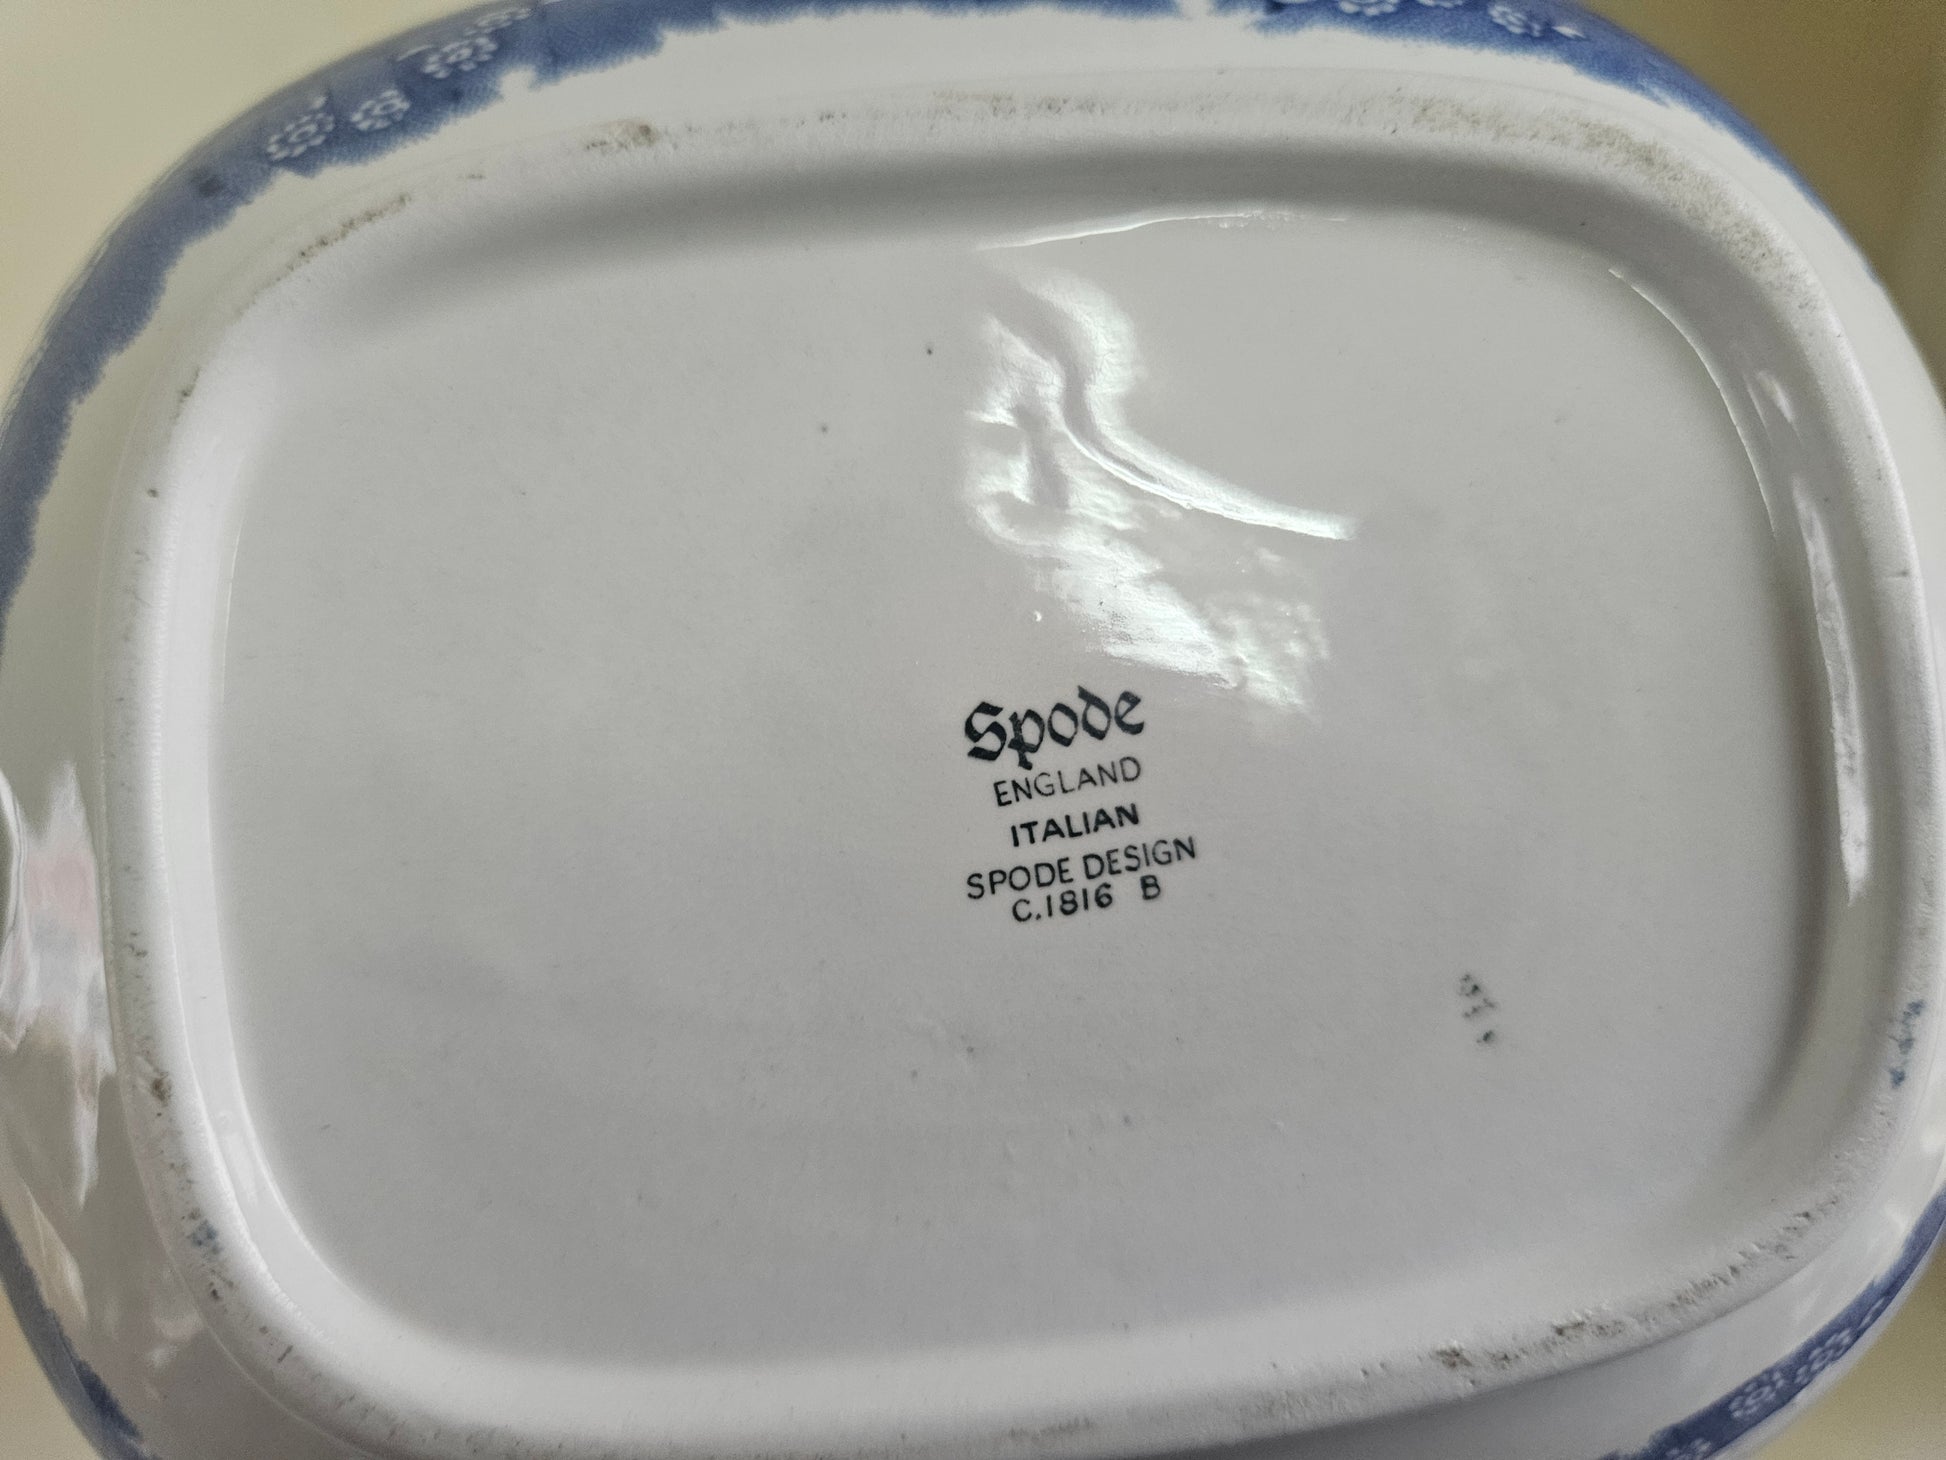 Spode
ENGLAND
ITALIAN
SPODE DESIGN
C.1816 B